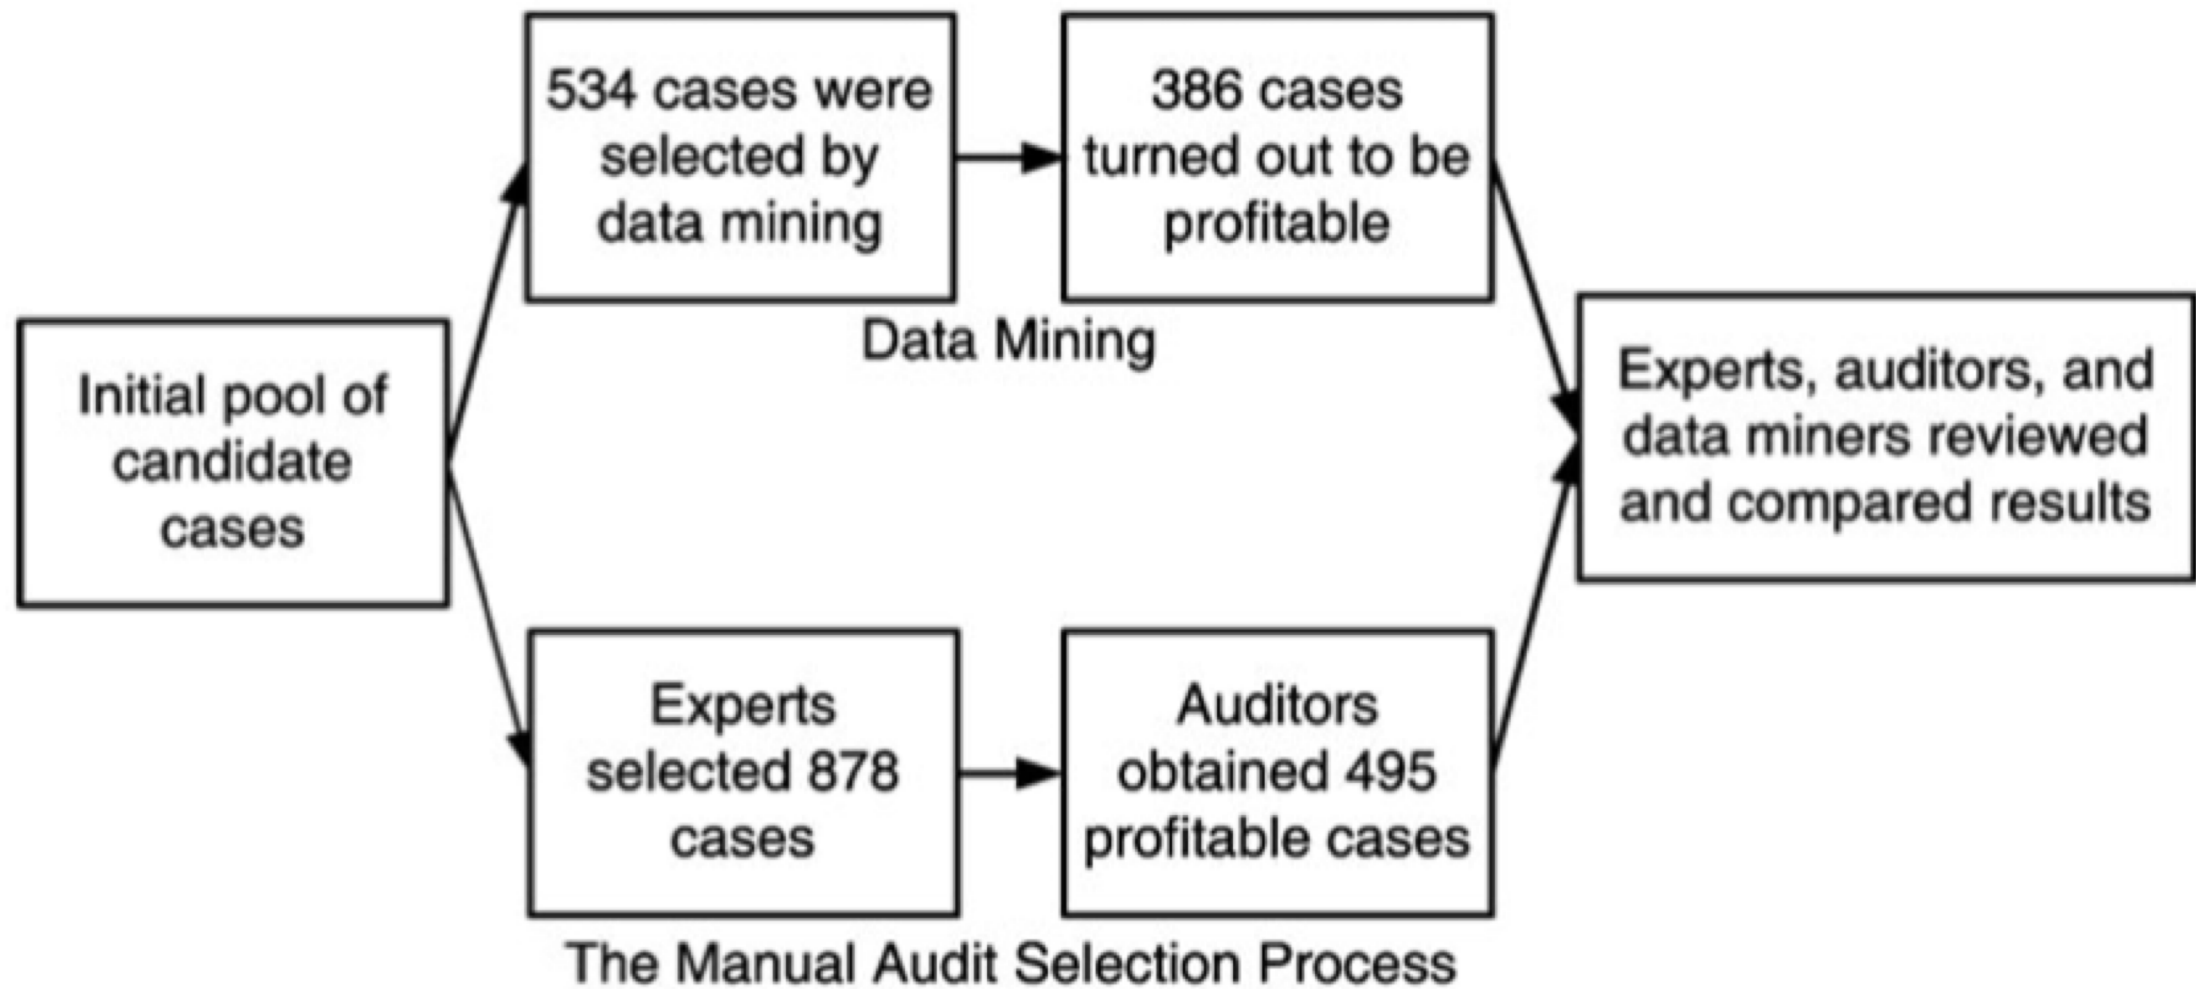 Initial pool of
candidate
cases
534 cases were
selected by
data mining
386 cases
turned out to be
profitable
Data Mining
Experts
selected 878
cases
Auditors
obtained 495
profitable cases
The Manual Audit Selection Process
Experts, auditors, and
data miners reviewed
and compared results